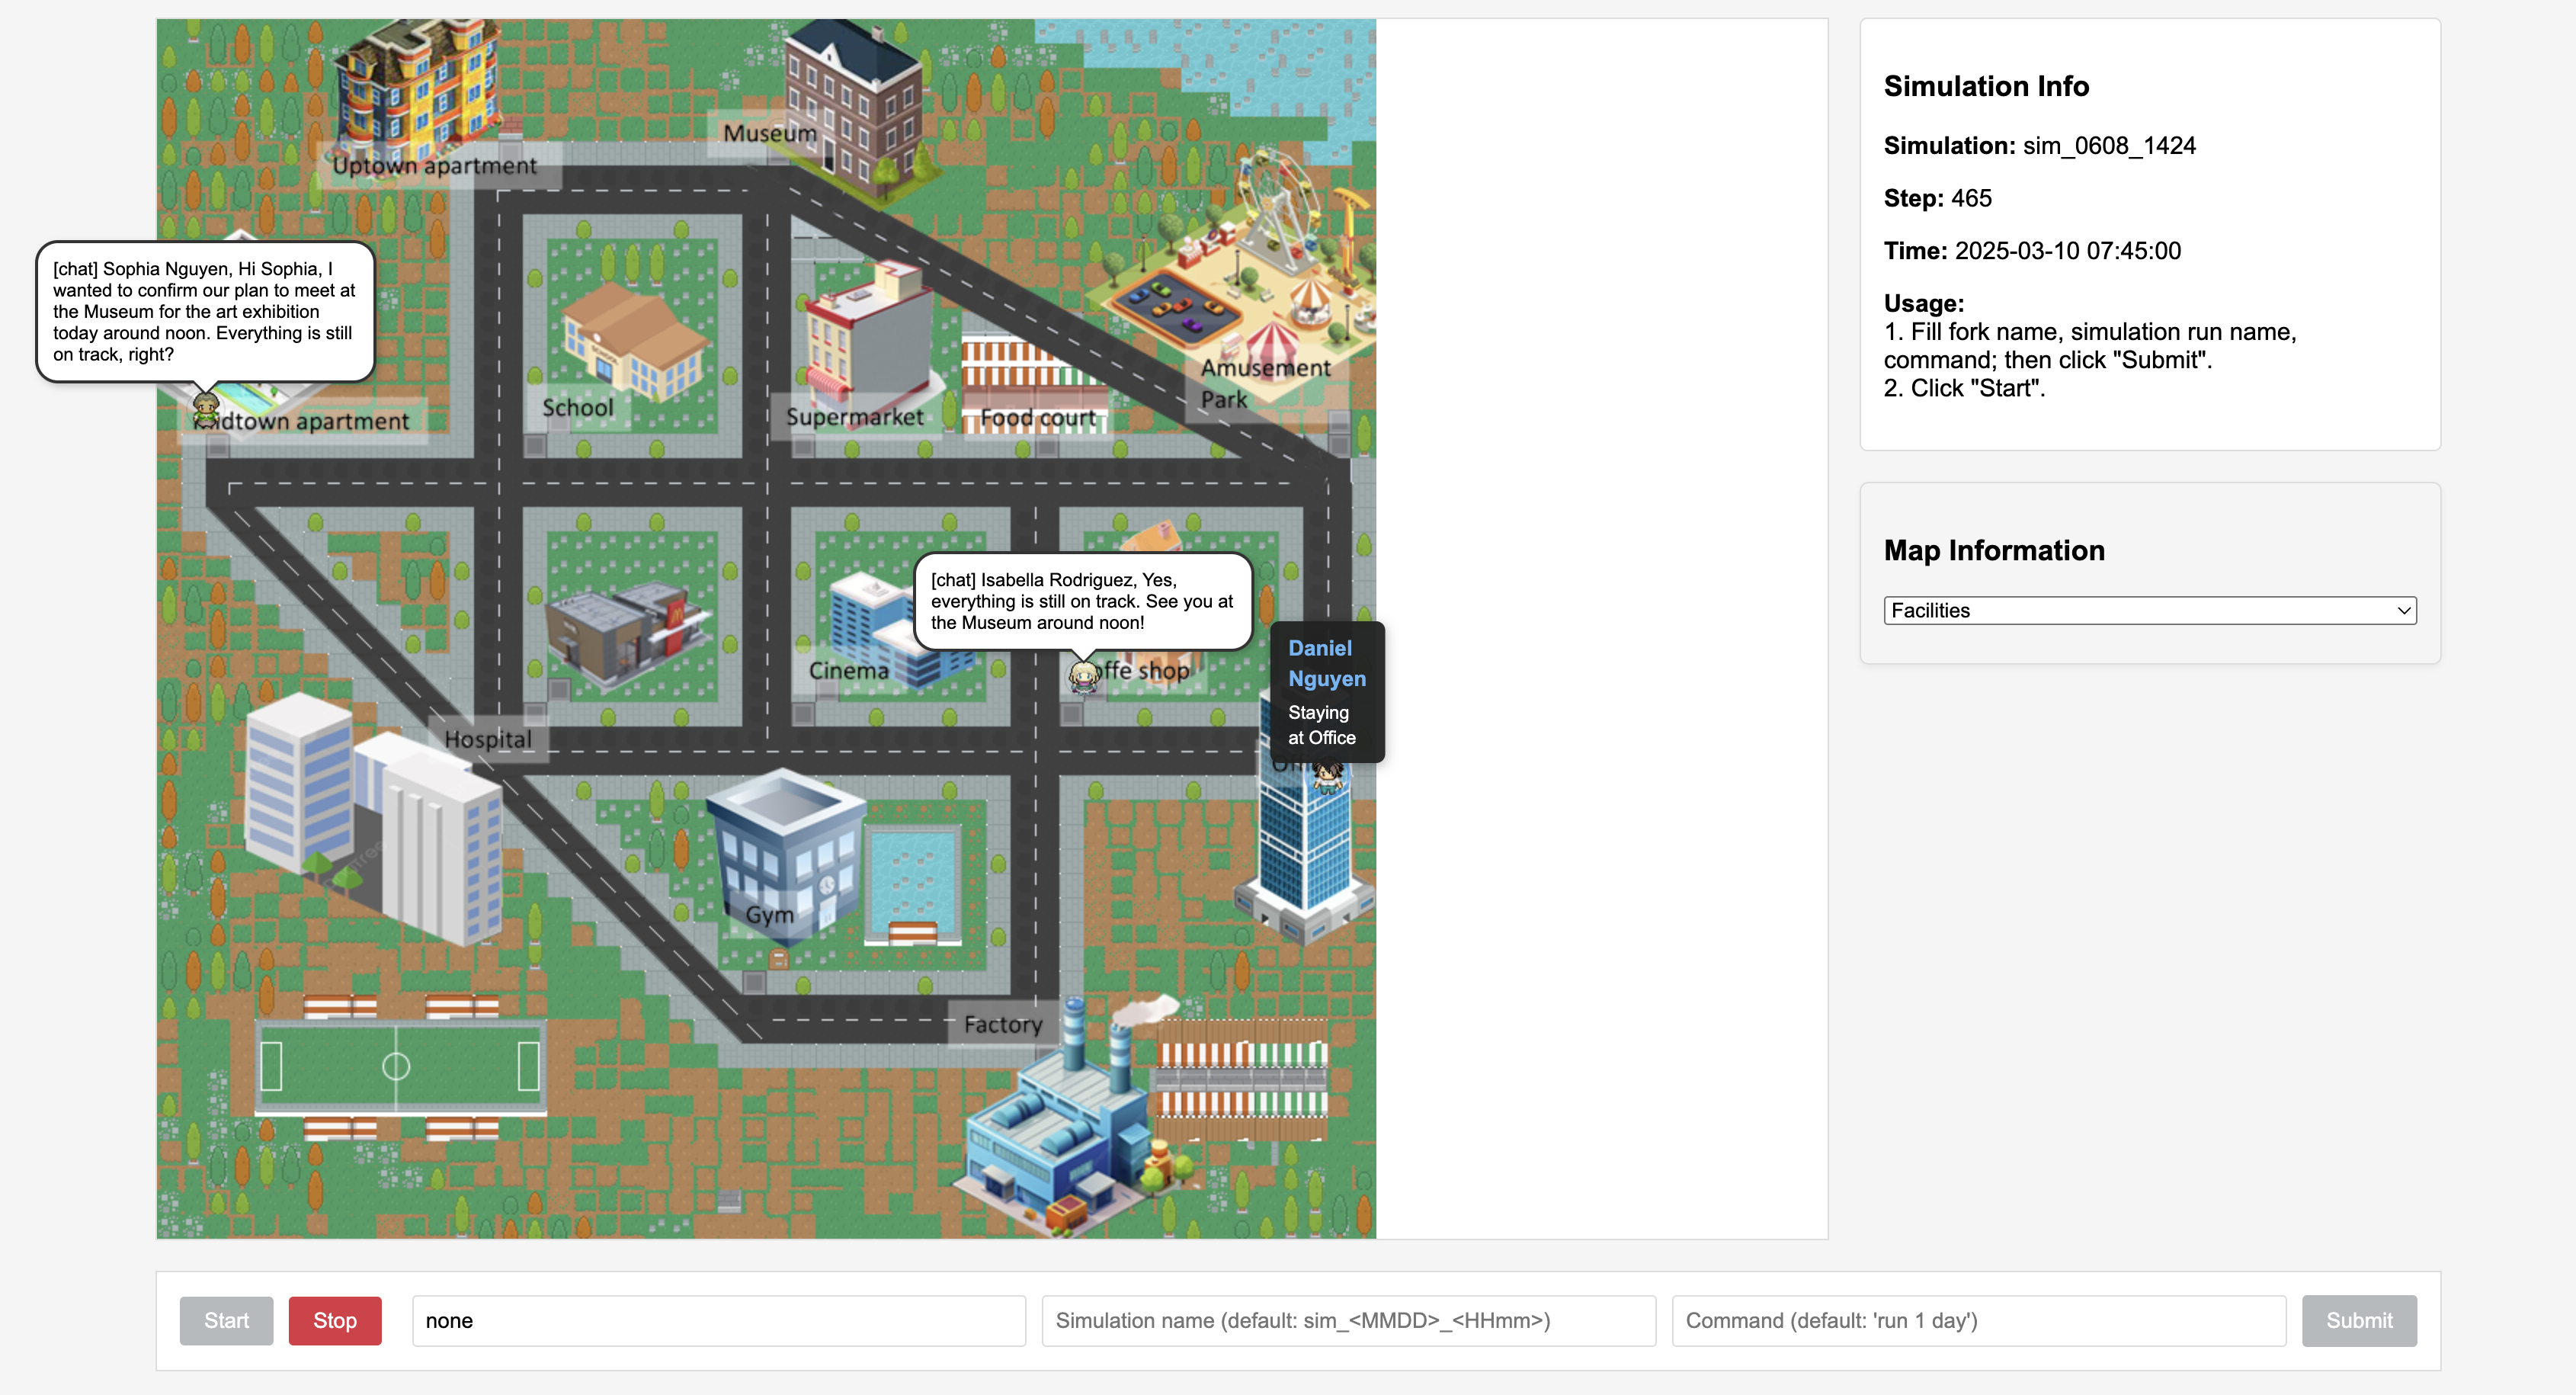 Uptown apartment
Museum
[chat] Sophia Nguyen, Hi Sophia, I
wanted to confirm our plan to meet at
the Museum for the art exhibition
today around noon. Everything is still
on track, right?
idtown apartment
SCHOOL
School
Supermarket
Food court
Amusement
Park
[chat] Isabella Rodriguez, Yes,
everything is still on track. See you at
the Museum around noon!
Cinema
offe shop
Daniel
Nguyen
Staying
at Office
Hospital
Gym
Factory
Simulation Info
Simulation: sim_0608_1424
Step: 465
Time: 2025-03-10 07:45:00
Usage:
1. Fill fork name, simulation run name,
command; then click "Submit".
2. Click "Start".
Map Information
Facilities
Start
Stop
none
Simulation name (default: sim_<MMDD>_<HHmm>)
Command (default: 'run 1 day')
Submit